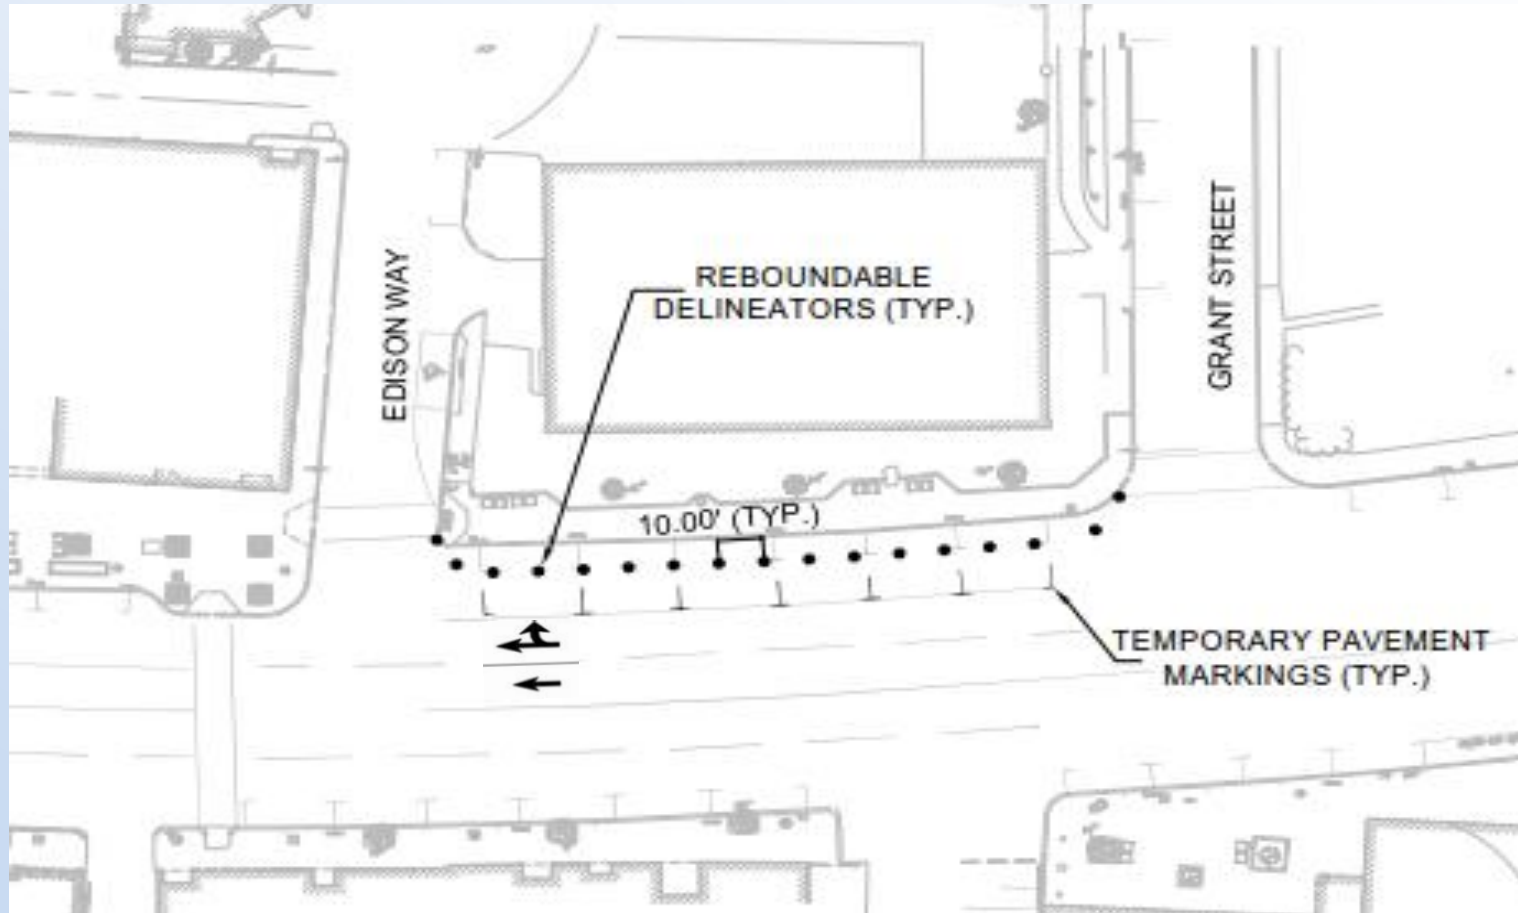 REBOUNDABLE
DELINEATORS (TYP.)
EDISON WAY
GRANT STREET
10.00' (TYP.)
TEMPORARY PAVEMENT
MARKINGS (TYP.)